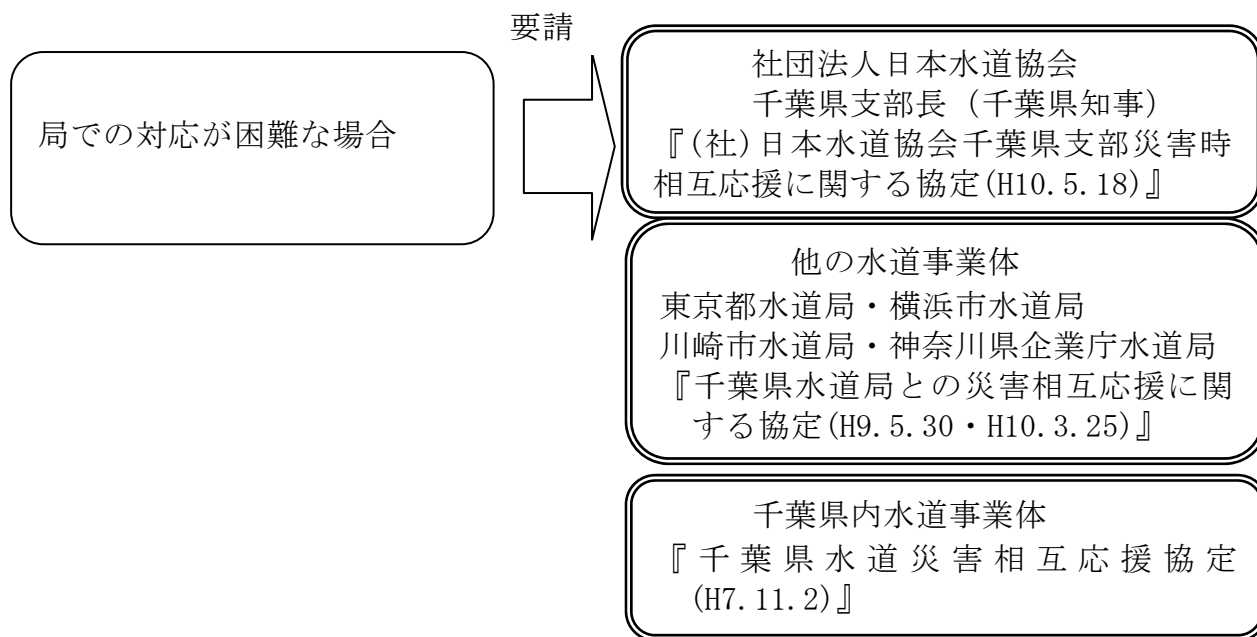 要請
局での対応が困難な場合
社団法人日本水道協会
千葉県支部長 (千葉県知事)
『(社)日本水道協会千葉県支部災害時
相互応援に関する協定(H10.5.18)』
他の水道事業体
東京都水道局・横浜市水道局
川崎市水道局・神奈川県企業庁水道局
『千葉県水道局との災害相互応援に関
する協定(H9.5.30・H10.3.25)』
千葉県内水道事業体
『千葉県水道災害相互応援協定
(H7.11.2)』